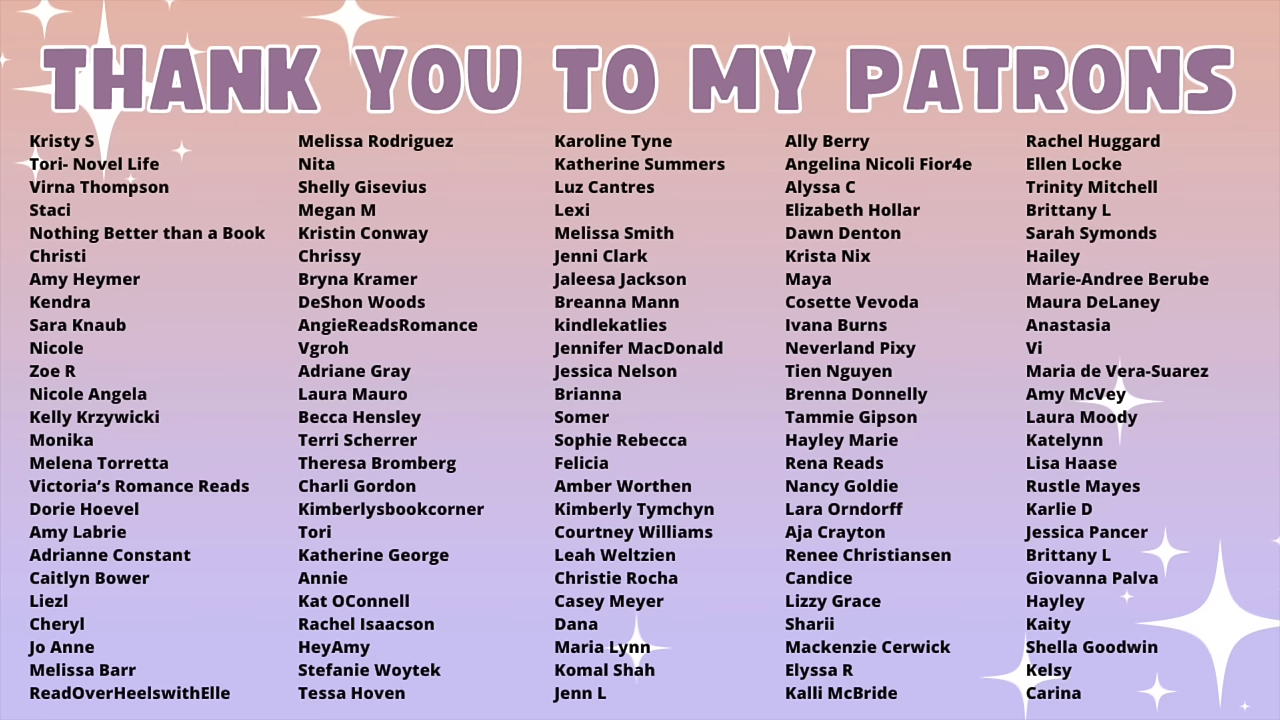 THANK YOU TO MY PATRONS
Kristy S
Tori- Novel Life
Virna Thompson
Staci
Nothing Better than a Book
Christi
Amy Heymer
Kendra
Sara Knaub
Nicole
Zoe R
Nicole Angela
Kelly Krzywicki
Monika
Melena Torretta
Victoria’s Romance Reads
Dorie Hoevel
Amy Labrie
Adrianne Constant
Caitlyn Bower
Liezl
Cheryl
Jo Anne
Melissa Barr
ReadOverHeelswithElle
Melissa Rodriguez
Nita
Shelly Gisevius
Megan M
Kristin Conway
Chrissy
Bryna Kramer
DeShon Woods
AngieReadsRomance
Vgroh
Adriane Gray
Laura Mauro
Becca Hensley
Terri Scherrer
Theresa Bromberg
Charli Gordon
Kimberlysbookcorner
Tori
Katherine George
Annie
Kat OConnell
Rachel Isaacson
HeyAmy
Stefanie Woytek
Tessa Hoven
Karoline Tyne
Katherine Summers
Luz Cantres
Lexi
Melissa Smith
Jenni Clark
Jaleesa Jackson
Breanna Mann
kindlekatlies
Jennifer MacDonald
Jessica Nelson
Brianna
Somer
Sophie Rebecca
Felicia
Amber Worthen
Kimberly Tymchyn
Courtney Williams
Leah Weltzien
Christie Rocha
Casey Meyer
Dana
Maria Lynn
Komal Shah
Jenn L
Ally Berry
Angelina Nicoli Fior4e
Alyssa C
Elizabeth Hollar
Dawn Denton
Krista Nix
Maya
Cosette Vevoda
Ivana Burns
Neverland Pixy
Tien Nguyen
Brenna Donnelly
Tammie Gipson
Hayley Marie
Rena Reads
Nancy Goldie
Lara Orndorff
Aja Crayton
Renee Christiansen
Candice
Lizzy Grace
Sharii
Mackenzie Cerwick
Elyssa R
Kalli McBride
Rachel Huggard
Ellen Locke
Trinity Mitchell
Brittany L
Sarah Symonds
Hailey
Marie-Andree Berube
Maura DeLaney
Anastasia
Vi
Maria de Vera-Suarez
Amy McVey
Laura Moody
Katelynn
Lisa Haase
Rustle Mayes
Karlie D
Jessica Pancer
Brittany L
Giovanna Palva
Hayley
Kaity
Shella Goodwin
Kelsy
Carina